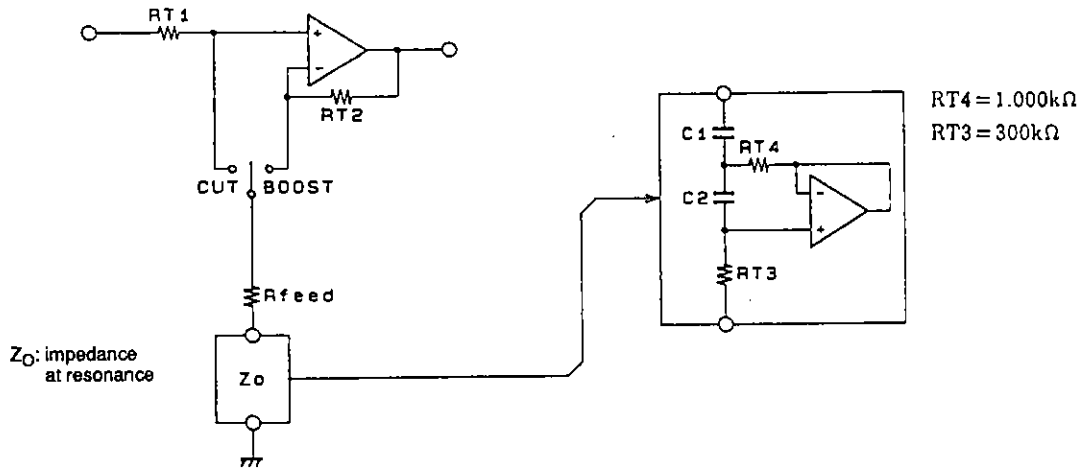 RT1
+
−
RT2
CUT BOOST
Rfeed
Zo
ZO: impedance
at resonance
C1
RT4
C2
−
+
RT3
RT4=1.000kΩ
RT3=300kΩ